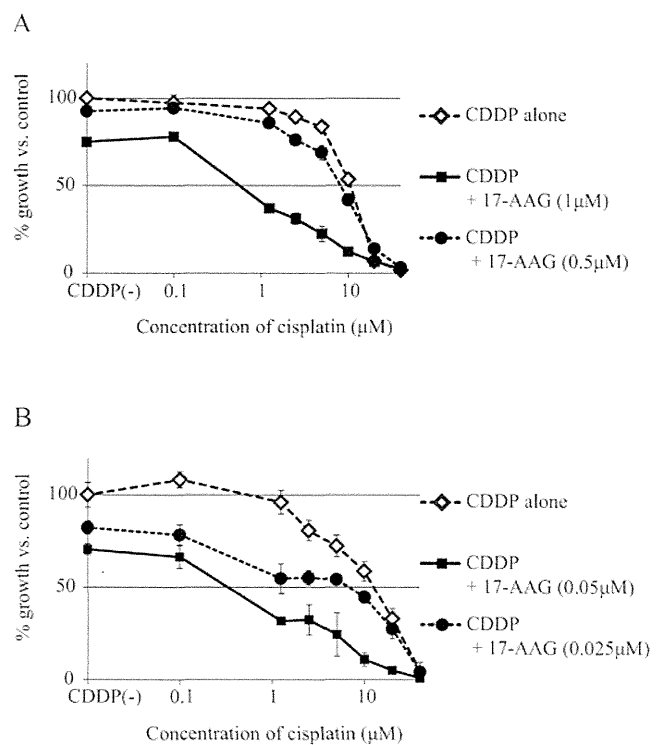 A
% growth vs. control
100
50
0
CDDP(-)
0.1
1
10
Concentration of cisplatin (μM)
CDDP alone
CDDP
+ 17-AAG (1μM)
CDDP
+ 17-AAG (0.5μM)
B
% growth vs. control
100
50
0
CDDP(-)
0.1
1
10
Concentration of cisplatin (μM)
CDDP alone
CDDP
+ 17-AAG (0.05μM)
CDDP
+ 17-AAG (0.025μM)